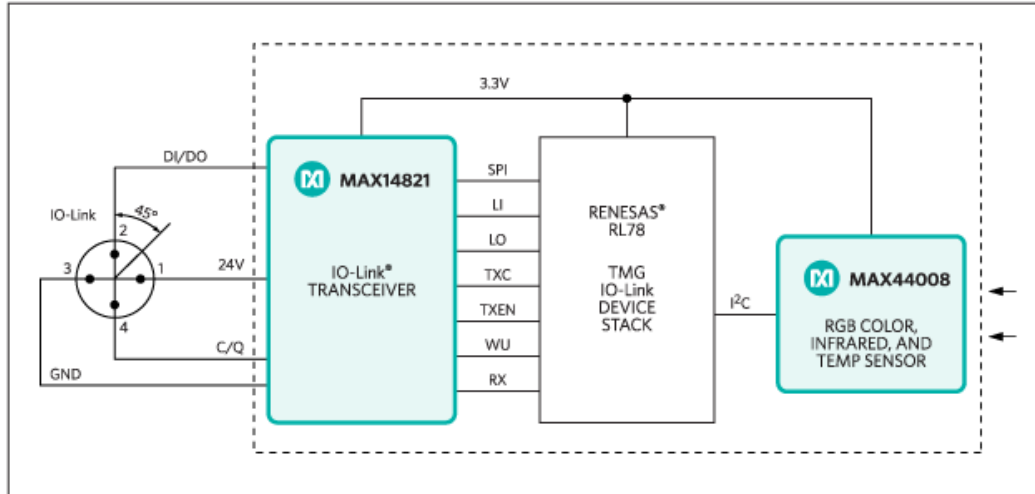 3.3V
DI/DO
MAX14821
SPI
IO-Link
45°
2
LI
RENESAS®
RL78
LO
3
1
24V
IO-Link®
TRANSCEIVER
TXC
TMG
IO-Link
DEVICE
STACK
MAX44008
TXEN
I²C
RGB COLOR,
INFRARED, AND
TEMP SENSOR
4
C/Q
WU
GND
RX